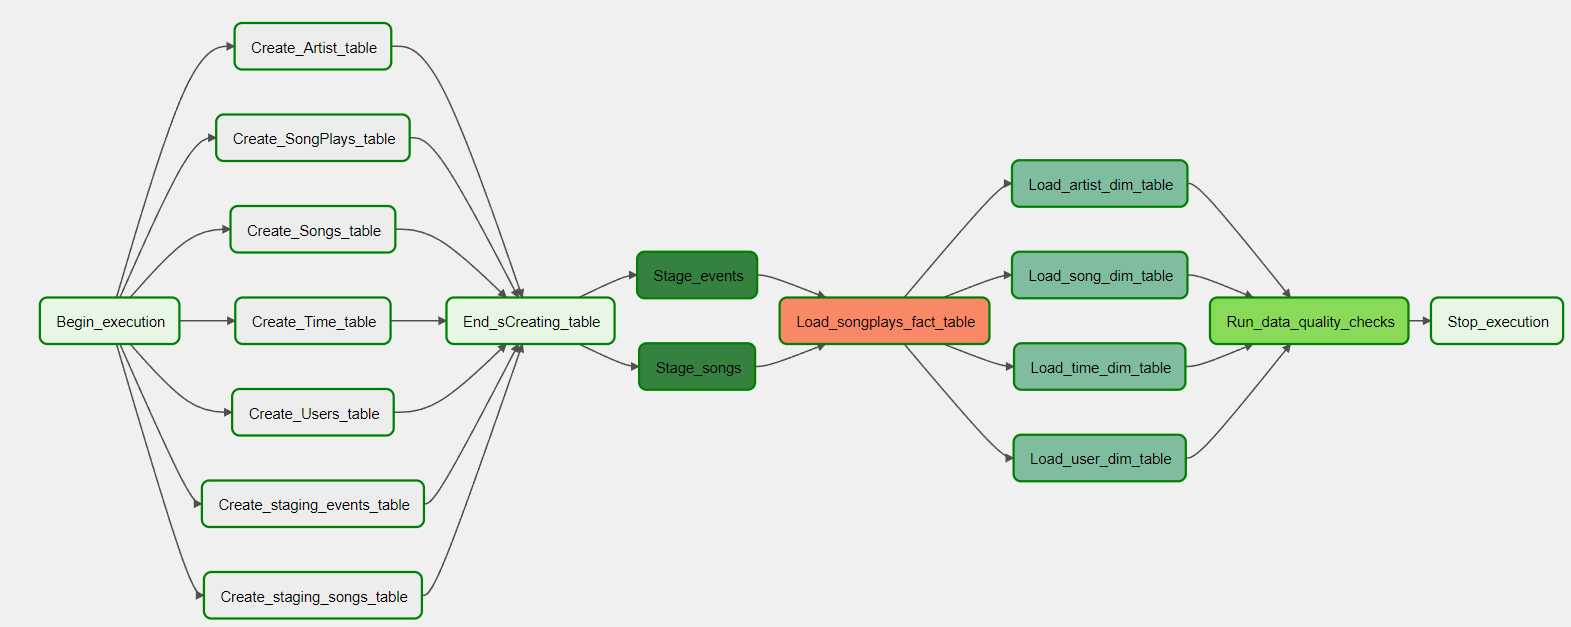 Begin_execution
Create_Artist_table
Create_SongPlays_table
Create_Songs_table
Create_Time_table
Create_Users_table
Create_staging_events_table
Create_staging_songs_table
End_sCreating_table
Stage_events
Stage_songs
Load_songplays_fact_table
Load_artist_dim_table
Load_song_dim_table
Load_time_dim_table
Load_user_dim_table
Run_data_quality_checks
Stop_execution